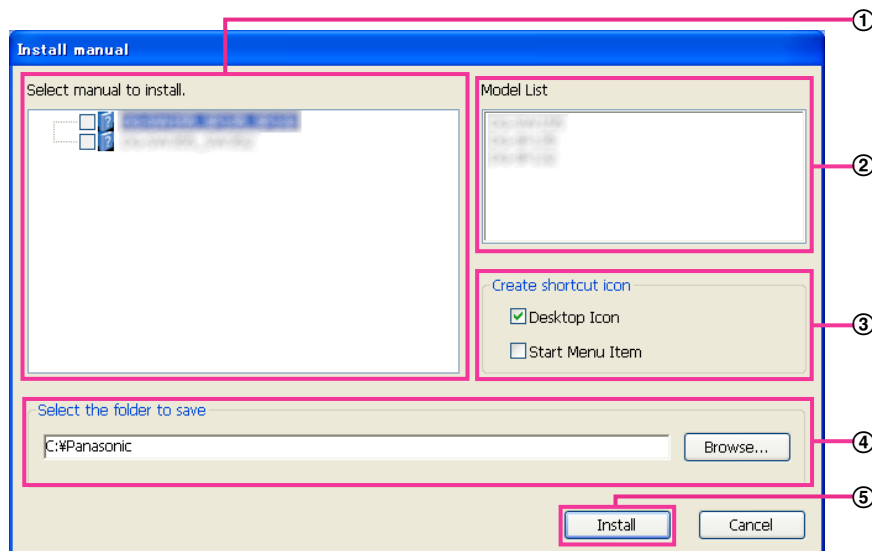 ①
Install manual
Select manual to install.
Model List
②
Create shortcut icon
Desktop Icon
③
Start Menu Item
Select the folder to save
C:¥Panasonic
Browse...
④
⑤
Install
Cancel